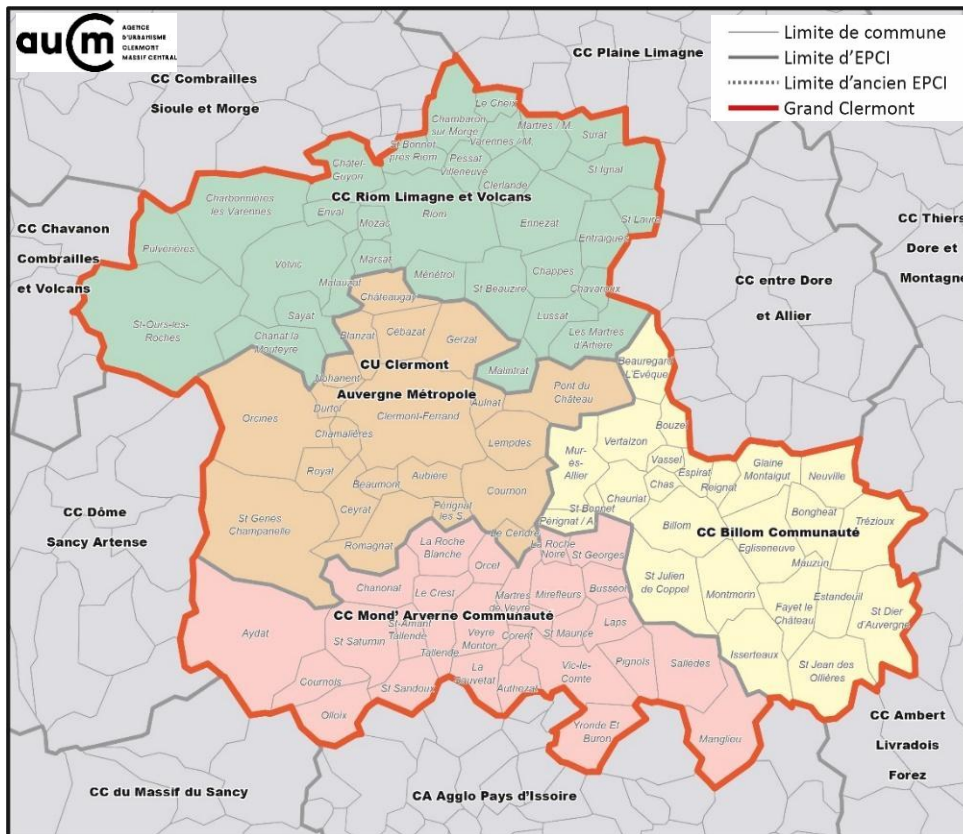 aucm
AGENCE
D'URBANISME
CLERMONT
MASSIF CENTRAL
Limite de commune
Limite d'EPCI
Limite d'ancien EPCI
Grand Clermont
CC Plaine Limagne
CC Combrailles
Sioule et Morge
CC Chavanon
Combrailles
et Volcans
CC Thiers
Dore et
Montagne
CC entre Dore
et Allier
CC Dôme
Sancy Artense
CC du Massif du Sancy
CA Agglo Pays d'Issoire
CC Ambert
Livradois
Forez
CC Riom Limagne et Volcans
Le Cheix
Chambaron
sur Morge
Martres / M.
Surat
Varennes / M.
St Bonnet
près Riom
Pessat
Villeneuve
St Ignat
Châtel-
Guyon
Clerlande
Charbonnières
les Varennes
Enval
Mozac
Riom
Ennezat
St Laure
Entraigues
Pulvérières
Volvic
Marsat
Ménétrol
St Beauzire
Chappes
Chavaroux
Malauzat
Sayat
Lussat
St-Ours-les-
Roches
Chanat la
Mouteyre
Les Martres
d'Artière
Malintrat
CU Clermont
Auvergne Métropole
Châteaugay
Blanzat
Cébazat
Gerzat
Nohanent
Durtol
Orcines
Clermont-Ferrand
Aulnat
Pont du
Château
Chamalières
Lempdes
Royat
Beaumont
Aubière
Cournon
Ceyrat
Pérignat
les S.
St Genès
Champanelle
Romagnat
Le Cendre
CC Billom Communauté
Beauregard
L'Evêque
Bouzel
Vertaizon
Mur-
es-
Allier
Vassel
Chas
Espirat
Reignat
Glaine
Montaigut
Neuville
Chauriat
St Bonnet
Pérignat / A
Billom
Bongheat
Trézioux
Egliseneuve
Mauzun
St Julien
de Coppel
Montmorin
Fayet le
Château
Estandeuil
St Dier
d'Auvergne
Isserteaux
St Jean des
Ollières
CC Mond' Arverne Communauté
La Roche
Blanche
Orcet
La Roche
Noire
St Georges
Chanonat
Le Crest
Martres
de Veyre
Mirefleurs
Busséol
Aydat
St Saturnin
St-Amant
Tallende
Tallende
Veyre
Monton
Corent
St Maurice
Laps
Cournols
St Sandoux
La
Sauvetat
Authezat
Vic-le-
Comte
Pignols
Sallèdes
Olloix
Yronde Et
Buron
Manglieu